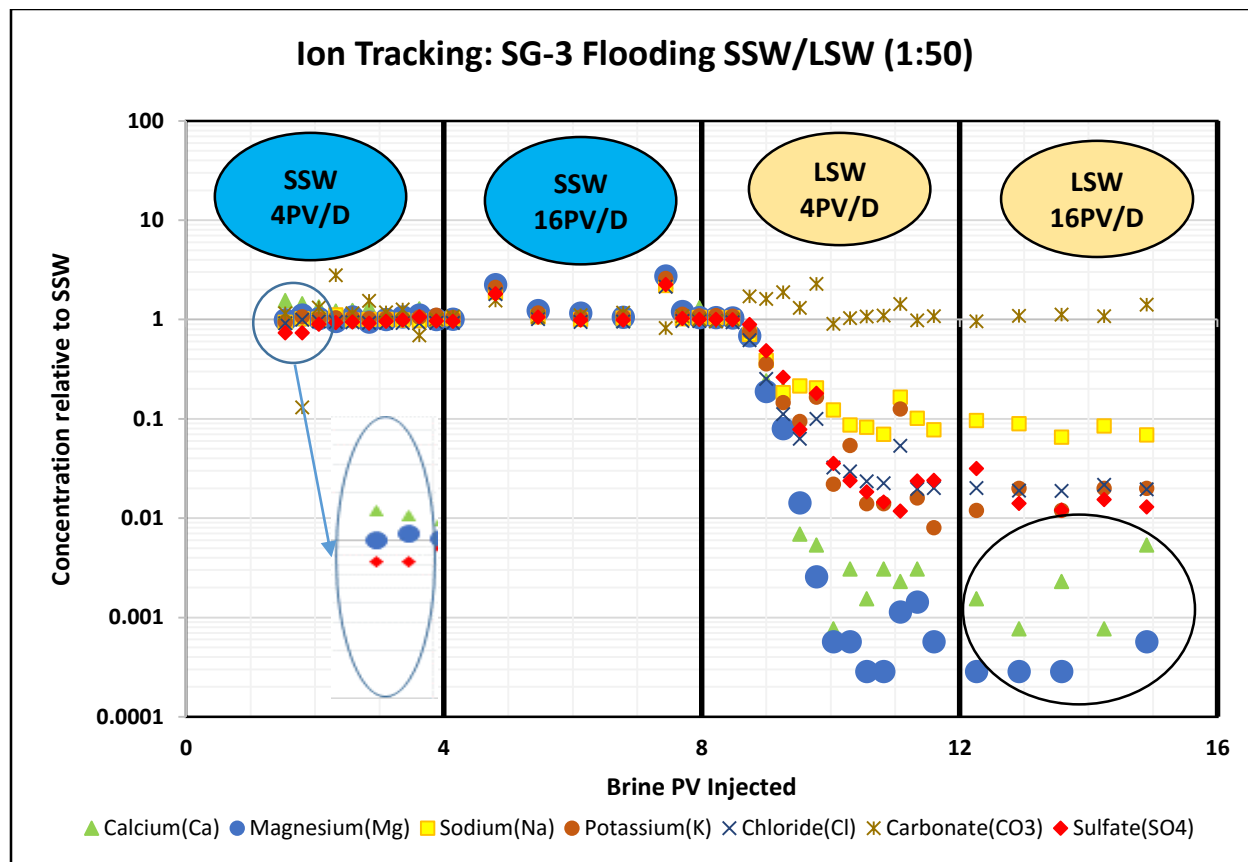 Ion Tracking: SG-3 Flooding SSW/LSW (1:50)
100
10
1
0.1
0.01
0.001
0.0001
Concentration relative to SSW
SSW
4PV/D
SSW
16PV/D
LSW
4PV/D
LSW
16PV/D
0 4 8 12 16
Brine PV Injected
Calcium(Ca) Magnesium(Mg) Sodium(Na) Potassium(K) Chloride(Cl) Carbonate(CO3) Sulfate(SO4)